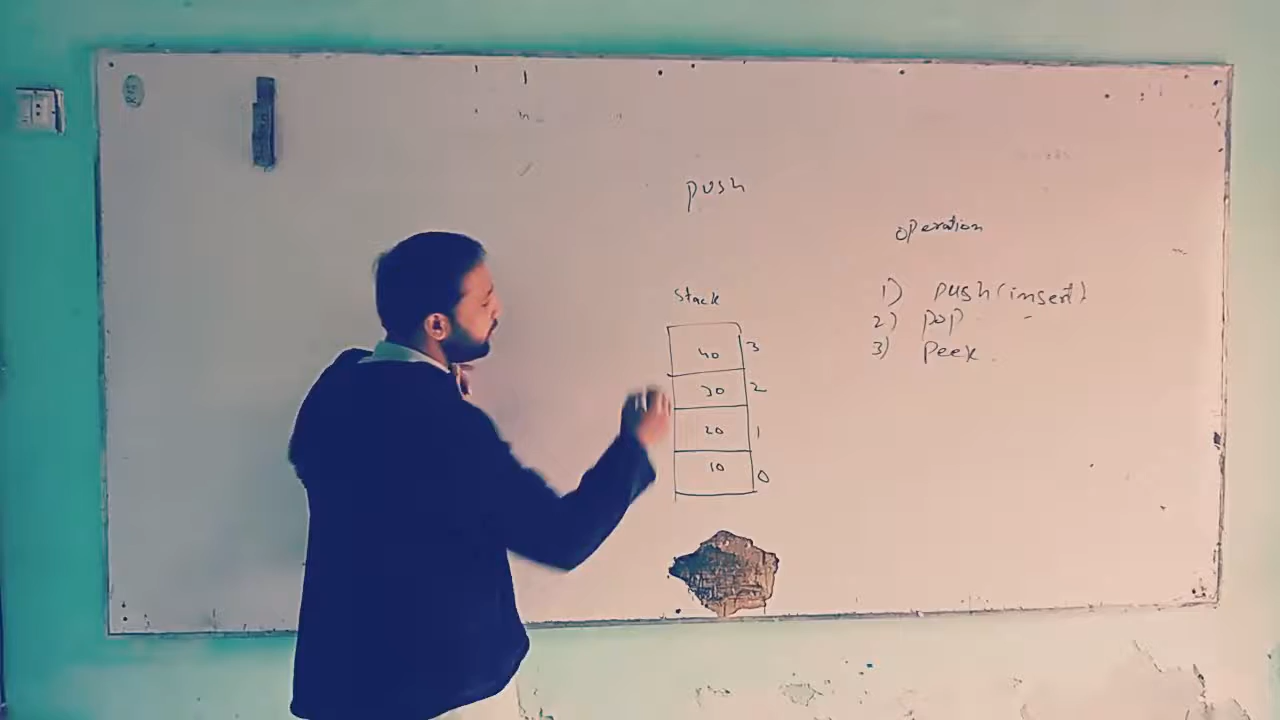 push
operation
stack
1) push (insert)
2) pop
3) peek
40 3
30 2
20 1
10 0